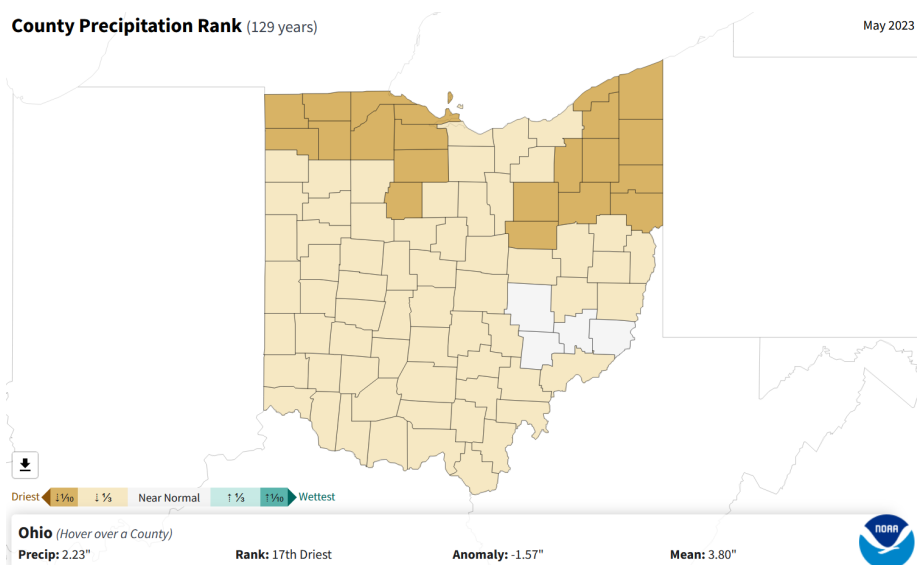 County Precipitation Rank (129 years)
May 2023
Driest ↓⅒ ↓⅓ Near Normal ↑⅓ ↑⅒ Wettest
Ohio (Hover over a County)
Precip: 2.23" Rank: 17th Driest Anomaly: -1.57" Mean: 3.80"
NOAA